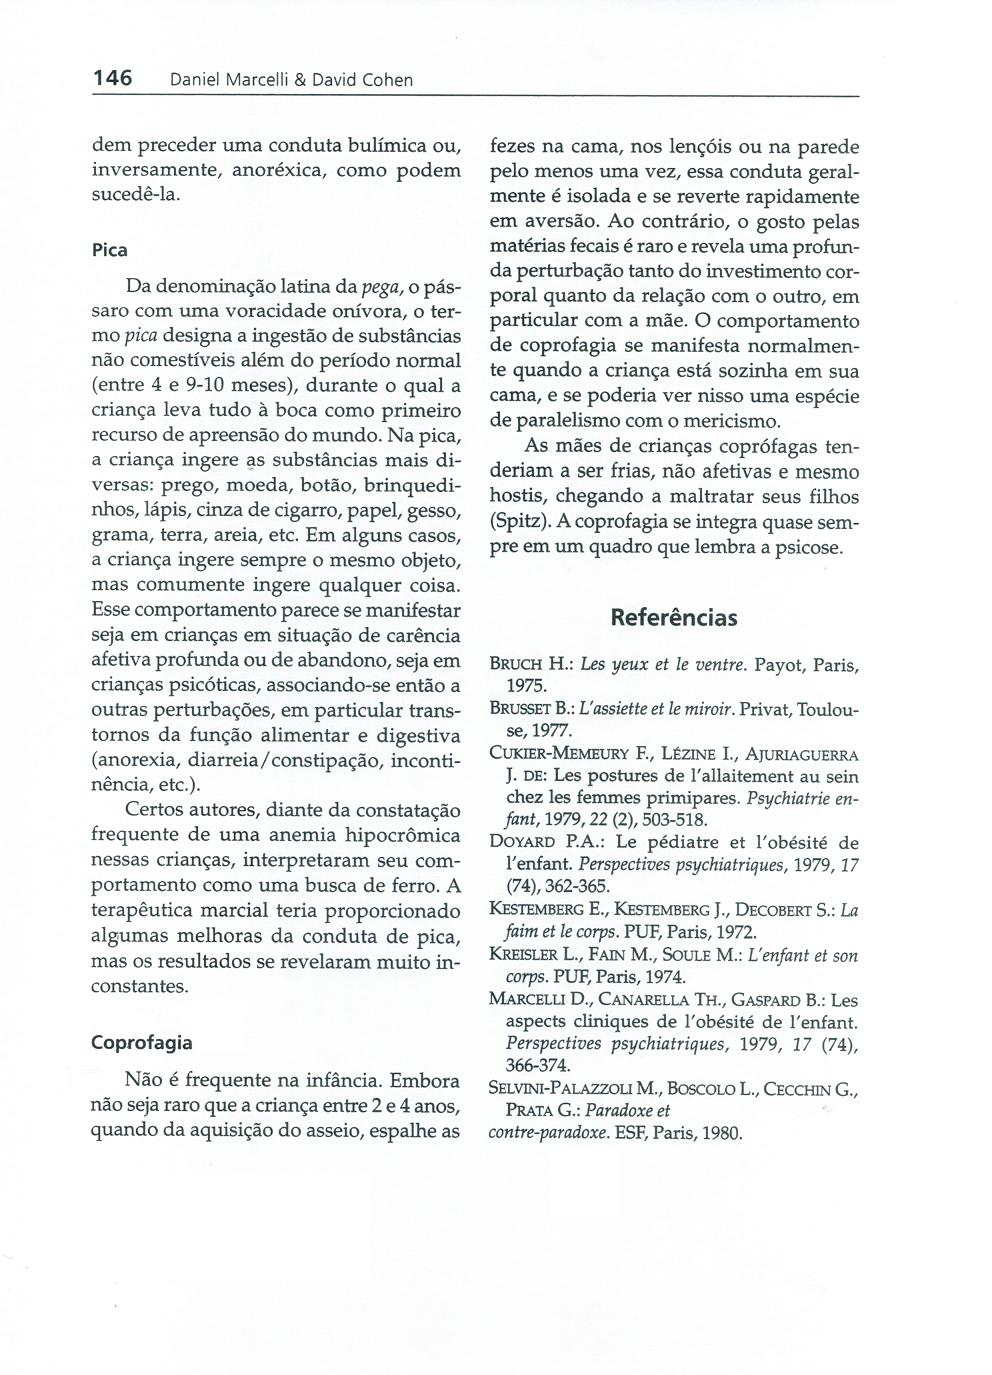 146 Daniel Marcelli & David Cohen
dem preceder uma conduta bulímica ou,
inversamente, anoréxica, como podem
sucedê-la.
Pica
Da denominação latina da pega, o pás-
saro com uma voracidade onívora, o ter-
mo pica designa a ingestão de substâncias
não comestíveis além do período normal
(entre 4 e 9-10 meses), durante o qual a
criança leva tudo à boca como primeiro
recurso de apreensão do mundo. Na pica,
a criança ingere as substâncias mais di-
versas: prego, moeda, botão, brinquedi-
nhos, lápis, cinza de cigarro, papel, gesso,
grama, terra, areia, etc. Em alguns casos,
a criança ingere sempre o mesmo objeto,
mas comumente ingere qualquer coisa.
Esse comportamento parece se manifestar
seja em crianças em situação de carência
afetiva profunda ou de abandono, seja em
crianças psicóticas, associando-se então a
outras perturbações, em particular trans-
tornos da função alimentar e digestiva
(anorexia, diarreia/constipação, inconti-
nência, etc.).
Certos autores, diante da constatação
frequente de uma anemia hipocrômica
nessas crianças, interpretaram seu com-
portamento como uma busca de ferro. A
terapêutica marcial teria proporcionado
algumas melhoras da conduta de pica,
mas os resultados se revelaram muito in-
constantes.
Coprofagia
Não é frequente na infância. Embora
não seja raro que a criança entre 2 e 4 anos,
quando da aquisição do asseio, espalhe as
fezes na cama, nos lençóis ou na parede
pelo menos uma vez, essa conduta geral-
mente é isolada e se reverte rapidamente
em aversão. Ao contrário, o gosto pelas
matérias fecais é raro e revela uma profun-
da perturbação tanto do investimento cor-
poral quanto da relação com o outro, em
particular com a mãe. O comportamento
de coprofagia se manifesta normalmen-
te quando a criança está sozinha em sua
cama, e se poderia ver nisso uma espécie
de paralelismo com o mericismo.
As mães de crianças coprófagas ten-
deriam a ser frias, não afetivas e mesmo
hostis, chegando a maltratar seus filhos
(Spitz). A coprofagia se integra quase sem-
pre em um quadro que lembra a psicose.
Referências
BRUCH H.: Les yeux et le ventre. Payot, Paris,
1975.
BRUSSET B.: L'assiette et le miroir. Privat, Toulou-
se, 1977.
CUKIER-MEMEURY F., LÉZINE I., AJURIAGUERRA
J. DE: Les postures de l'allaitement au sein
chez les femmes primipares. Psychiatrie en-
fant, 1979, 22 (2), 503-518.
DOYARD P.A.: Le pédiatre et l'obésité de
l'enfant. Perspectives psychiatriques, 1979, 17
(74), 362-365.
KESTEMBERG E., KESTEMBERG J., DECOBERT S.: La
faim et le corps. PUF, Paris, 1972.
KREISLER L., FAIN M., SOULE M.: L'enfant et son
corps. PUF, Paris, 1974.
MARCELLI D., CANARELLA TH., GASPARD B.: Les
aspects cliniques de l'obésité de l'enfant.
Perspectives psychiatriques, 1979, 17 (74),
366-374.
SELVINI-PALAZZOLI M., BOSCOLO L., CECCHIN G.,
PRATA G.: Paradoxe et
contre-paradoxe. ESF, Paris, 1980.